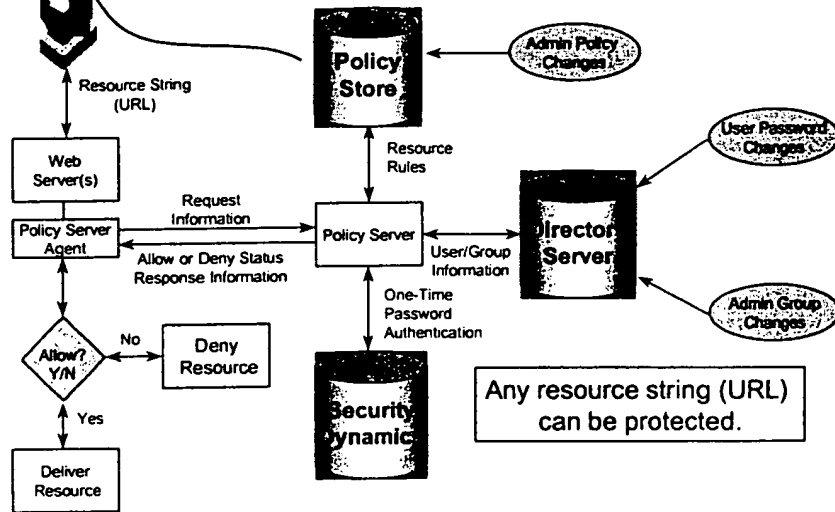 Policy
Store
Admin Policy
Changes
Resource String
(URL)
User Password
Changes
Web
Server(s)
Resource
Rules
Request
Information
Policy Server
Agent
Policy Server
Director
Server
Allow or Deny Status
Response Information
User/Group
Information
One-Time
Password
Authentication
Admin Group
Changes
Allow?
Y/N
No
Deny
Resource
Yes
Security
Dynamic
Any resource string (URL)
can be protected.
Deliver
Resource